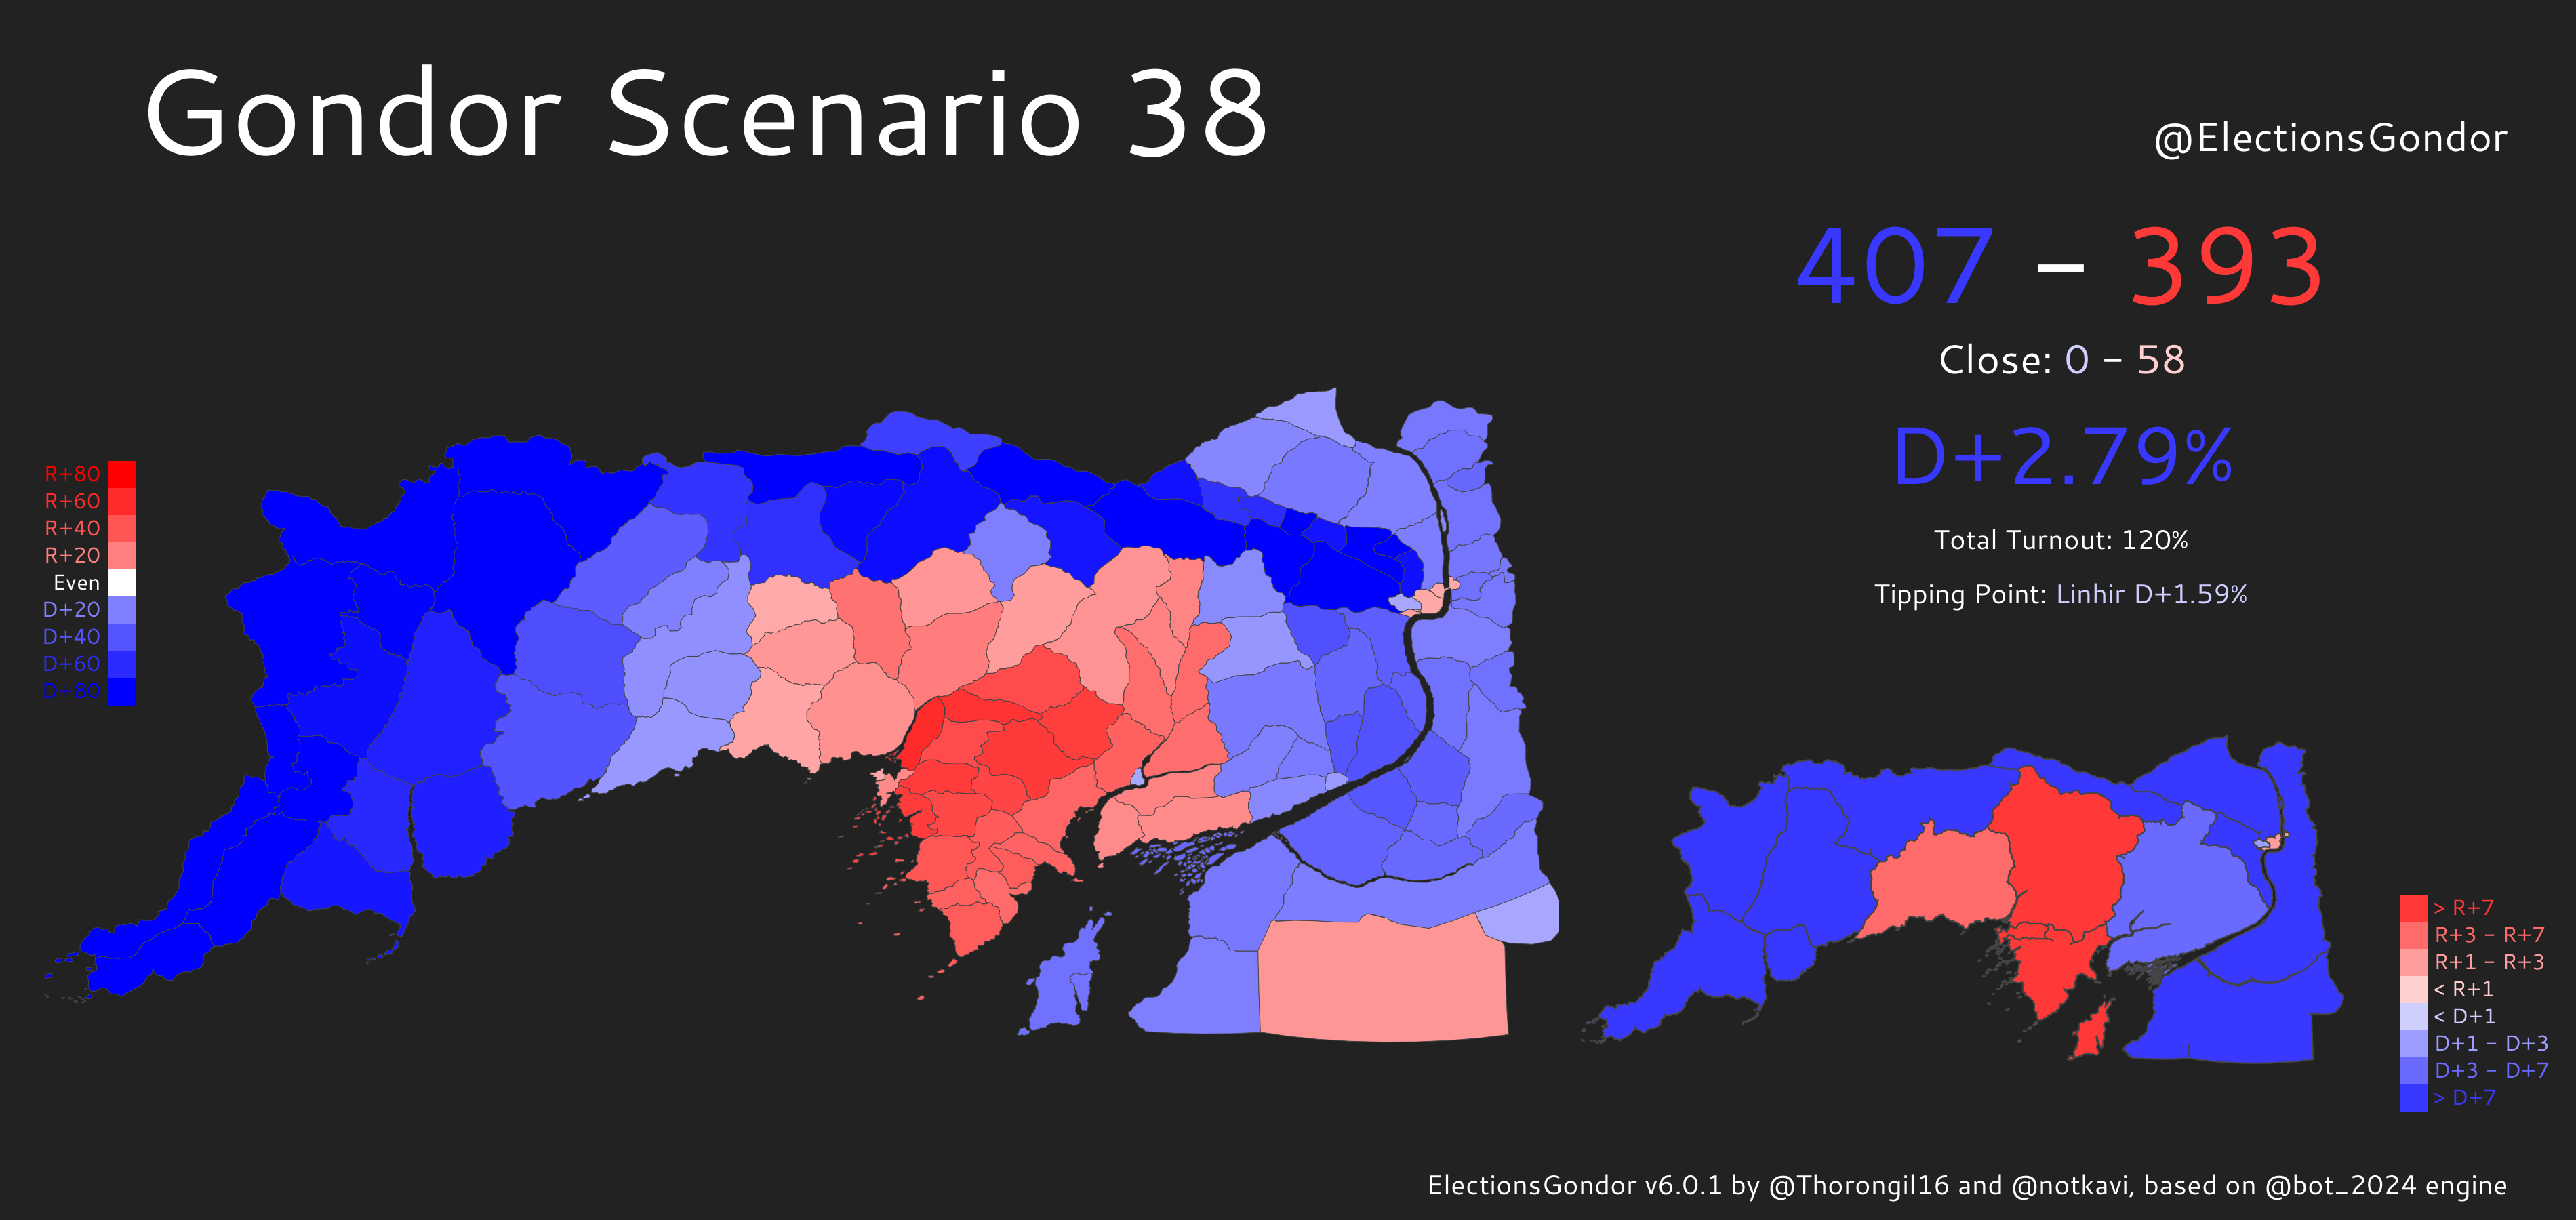 Gondor Scenario 38
@ElectionsGondor
407 – 393
Close: 0 – 58
D+2.79%
Total Turnout: 120%
Tipping Point: Linhir D+1.59%
R+80
R+60
R+40
R+20
Even
D+20
D+40
D+60
D+80
> R+7
R+3 – R+7
R+1 – R+3
< R+1
< D+1
D+1 – D+3
D+3 – D+7
> D+7
ElectionsGondor v6.0.1 by @Thorongil16 and @notkavi, based on @bot_2024 engine